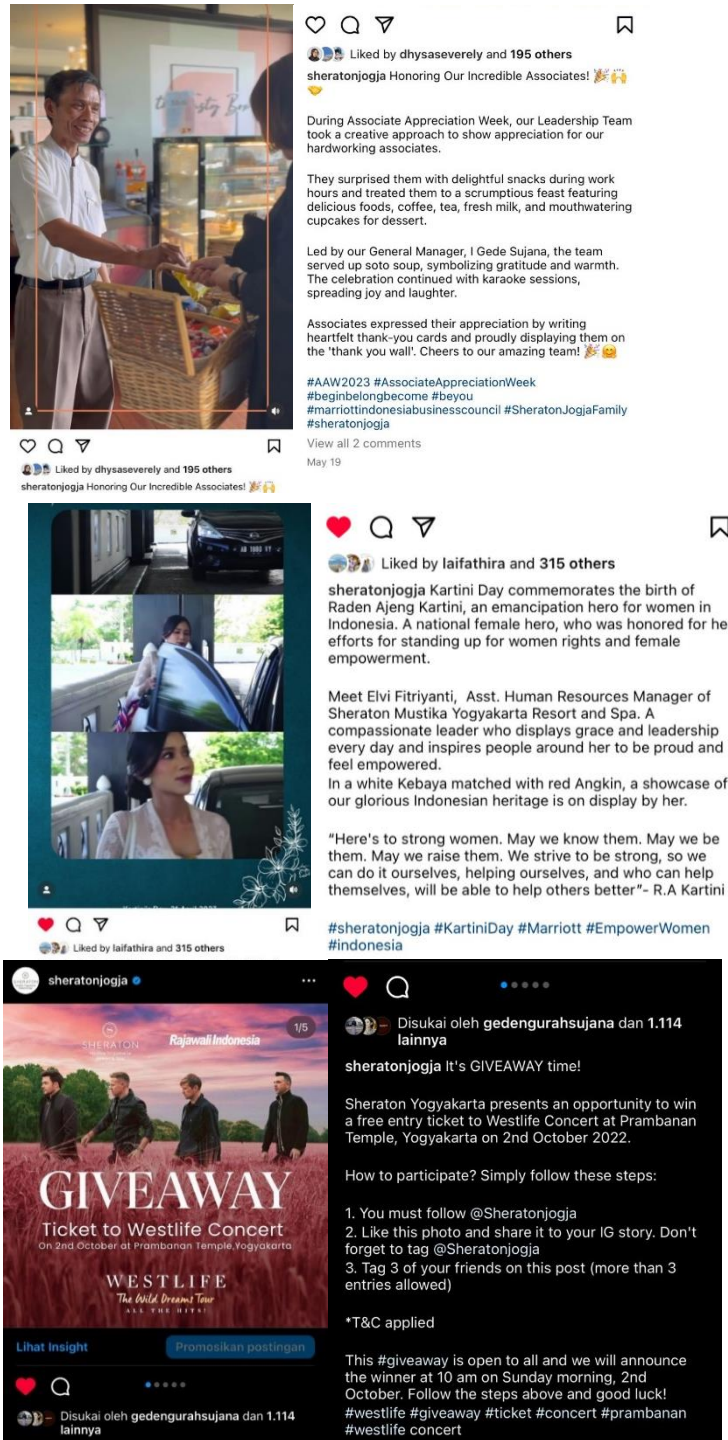 Liked by dhysaseverely and 195 others
sheratonjogja Honoring Our Incredible Associates! 🎉🙌
🤝
During Associate Appreciation Week, our Leadership Team
took a creative approach to show appreciation for our
hardworking associates.
They surprised them with delightful snacks during work
hours and treated them to a scrumptious feast featuring
delicious foods, coffee, tea, fresh milk, and mouthwatering
cupcakes for dessert.
Led by our General Manager, I Gede Sujana, the team
served up soto soup, symbolizing gratitude and warmth.
The celebration continued with karaoke sessions,
spreading joy and laughter.
Associates expressed their appreciation by writing
heartfelt thank-you cards and proudly displaying them on
the 'thank you wall'. Cheers to our amazing team! 🎉🤗
#AAW2023 #AssociateAppreciationWeek
#beginbelongbecome #beyou
#marriottindonesiabusinesscouncil #SheratonJogjaFamily
#sheratonjogja
View all 2 comments
May 19
Liked by dhysaseverely and 195 others
sheratonjogja Honoring Our Incredible Associates! 🎉🙌
Liked by laifathira and 315 others
sheratonjogja Kartini Day commemorates the birth of
Raden Ajeng Kartini, an emancipation hero for women in
Indonesia. A national female hero, who was honored for he
efforts for standing up for women rights and female
empowerment.
Meet Elvi Fitriyanti, Asst. Human Resources Manager of
Sheraton Mustika Yogyakarta Resort and Spa. A
compassionate leader who displays grace and leadership
every day and inspires people around her to be proud and
feel empowered.
In a white Kebaya matched with red Angkin, a showcase of
our glorious Indonesian heritage is on display by her.
“Here's to strong women. May we know them. May we be
them. May we raise them. We strive to be strong, so we
can do it ourselves, helping ourselves, and who can help
themselves, will be able to help others better”- R.A Kartini
#sheratonjogja #KartiniDay #Marriott #EmpowerWomen
#indonesia
Liked by laifathira and 315 others
sheratonjogja
1/5
SHERATON
Rajawali Indonesia
GIVEAWAY
Ticket to Westlife Concert
On 2nd October at Prambanan Temple,Yogyakarta
WESTLIFE
The Wild Dreams Tour
ALL THE HITS!
Lihat Insight
Promosikan postingan
Disukai oleh gedengurahsujana dan 1.114
lainnya
Disukai oleh gedengurahsujana dan 1.114
lainnya
sheratonjogja It's GIVEAWAY time!
Sheraton Yogyakarta presents an opportunity to win
a free entry ticket to Westlife Concert at Prambanan
Temple, Yogyakarta on 2nd October 2022.
How to participate? Simply follow these steps:
1. You must follow @Sheratonjogja
2. Like this photo and share it to your IG story. Don't
forget to tag @Sheratonjogja
3. Tag 3 of your friends on this post (more than 3
entries allowed)
*T&C applied
This #giveaway is open to all and we will announce
the winner at 10 am on Sunday morning, 2nd
October. Follow the steps above and good luck!
#westlife #giveaway #ticket #concert #prambanan
#westlife concert